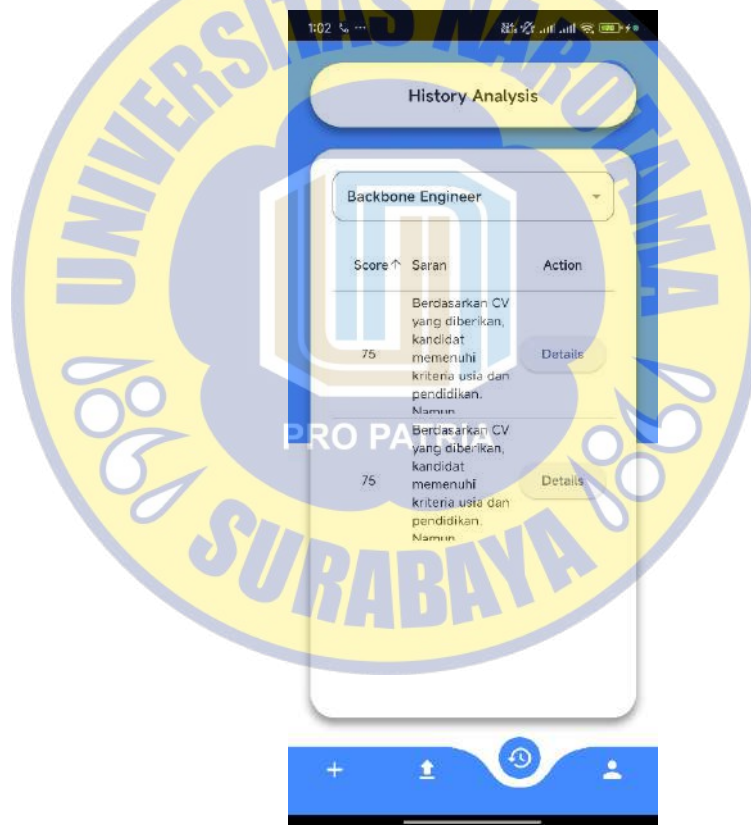 1:02
History Analysis
Backbone Engineer
Score↑ Saran Action
Berdasarkan CV
yang diberikan,
kandidat
75 memenuhi Details
kriteria usia dan
pendidikan.
Namun
Berdasarkan CV
yang diberikan,
kandidat
75 memenuhi Details
kriteria usia dan
pendidikan.
Namun
UNIVERSITAS NAROTAMA
PRO PATRIA
SURABAYA